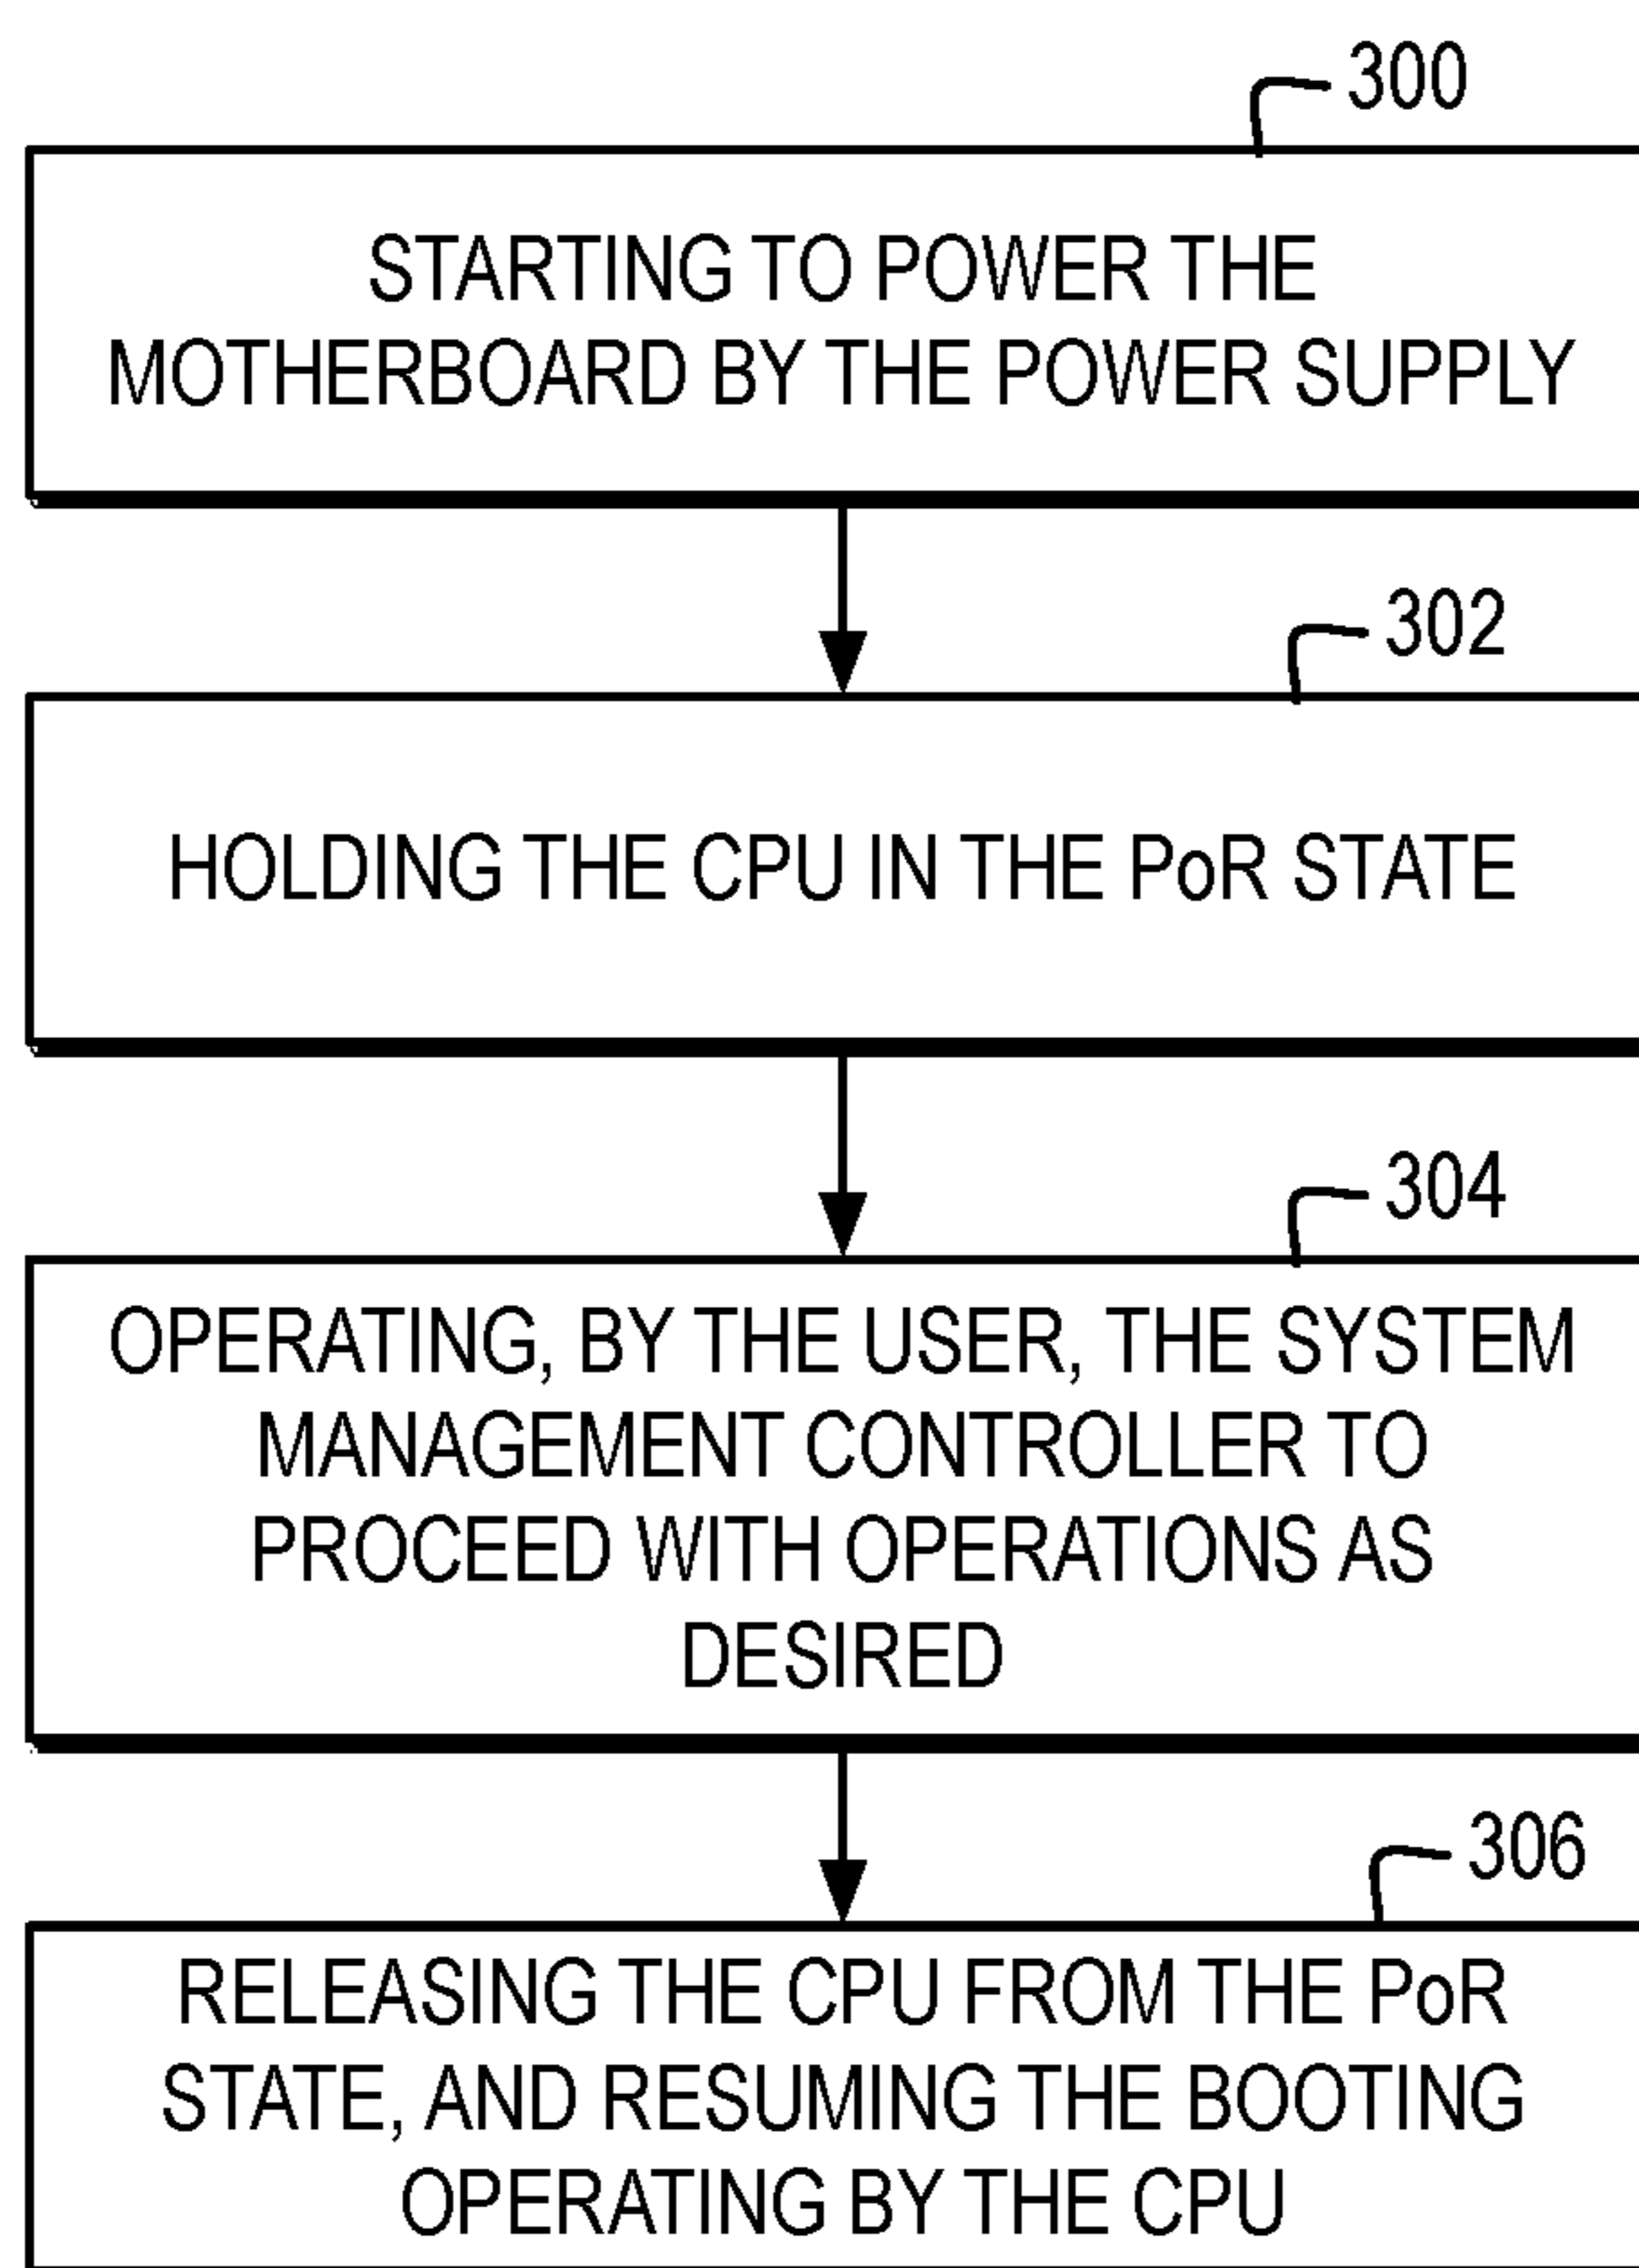 300
STARTING TO POWER THE
MOTHERBOARD BY THE POWER SUPPLY
302
HOLDING THE CPU IN THE PoR STATE
304
OPERATING, BY THE USER, THE SYSTEM
MANAGEMENT CONTROLLER TO
PROCEED WITH OPERATIONS AS
DESIRED
306
RELEASING THE CPU FROM THE PoR
STATE, AND RESUMING THE BOOTING
OPERATING BY THE CPU